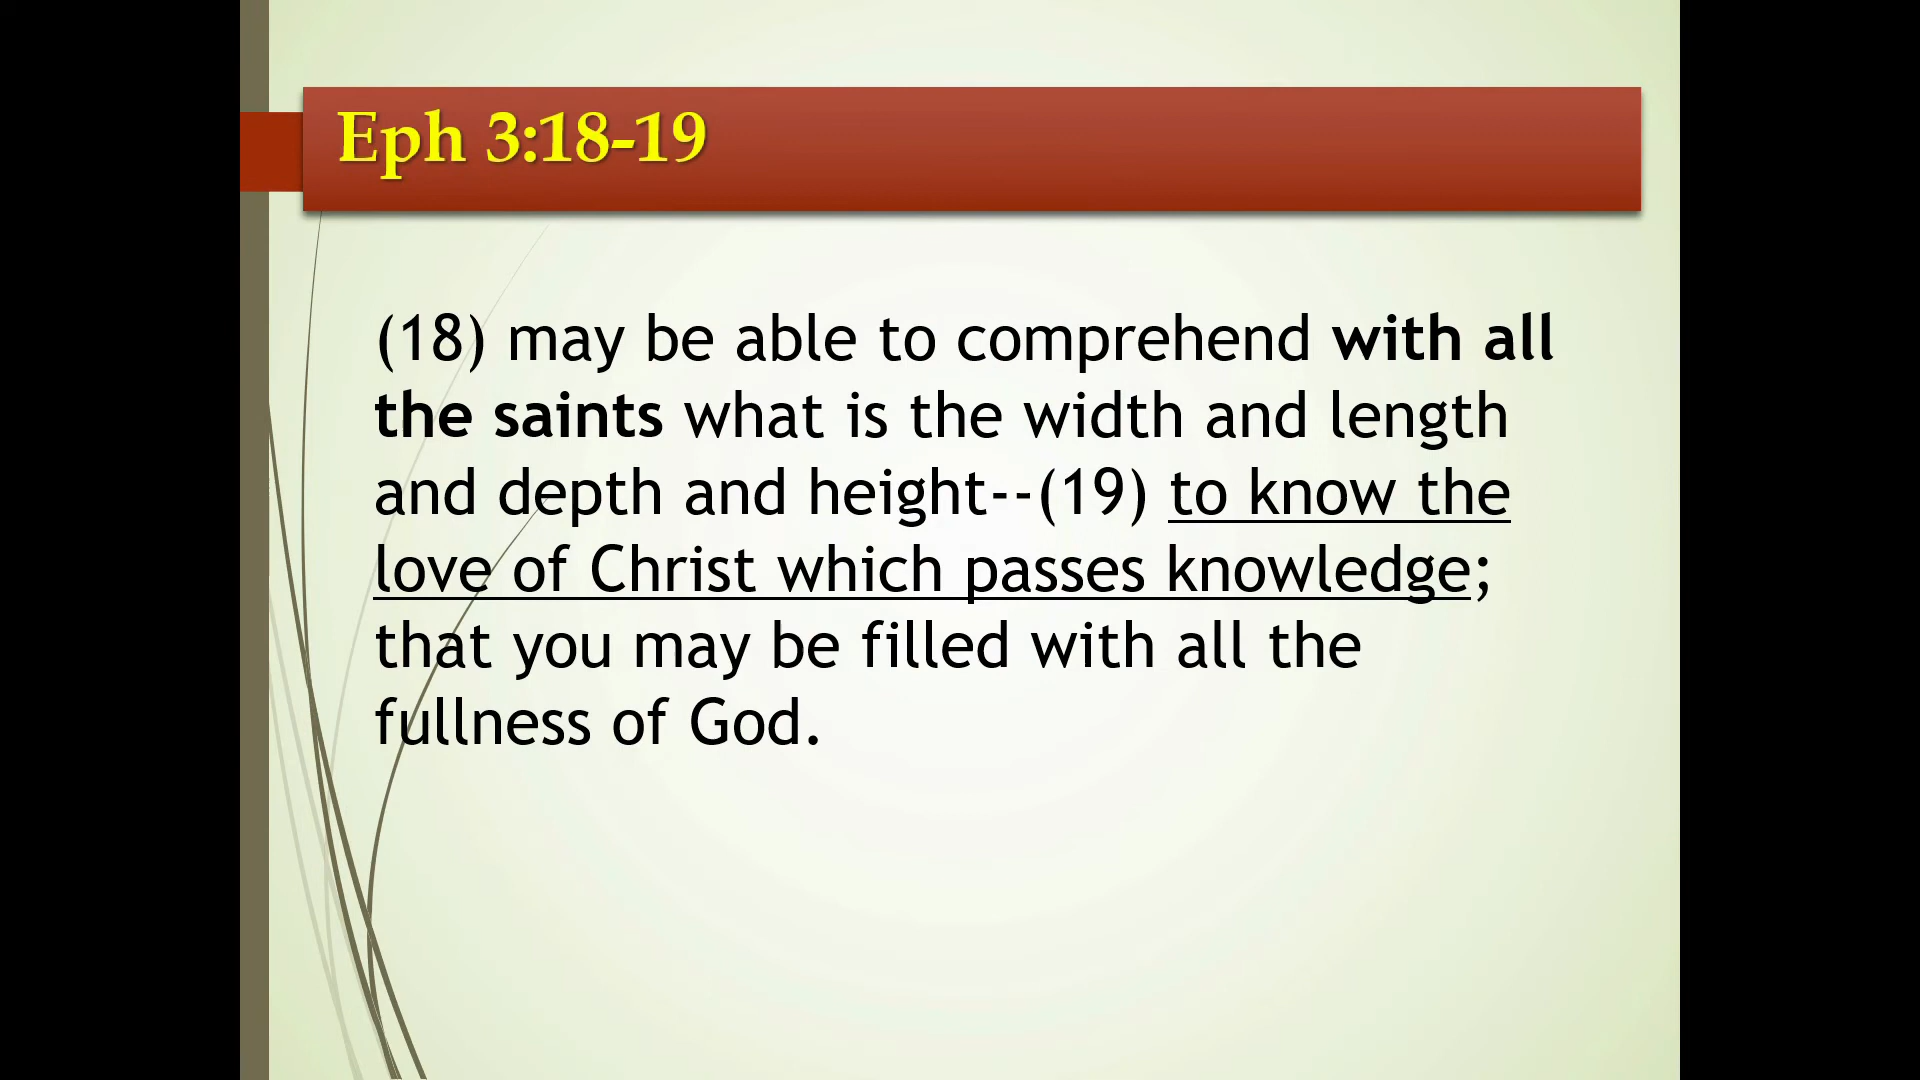 Eph 3:18-19
(18) may be able to comprehend with all
the saints what is the width and length
and depth and height--(19) to know the
love of Christ which passes knowledge;
that you may be filled with all the
fullness of God.